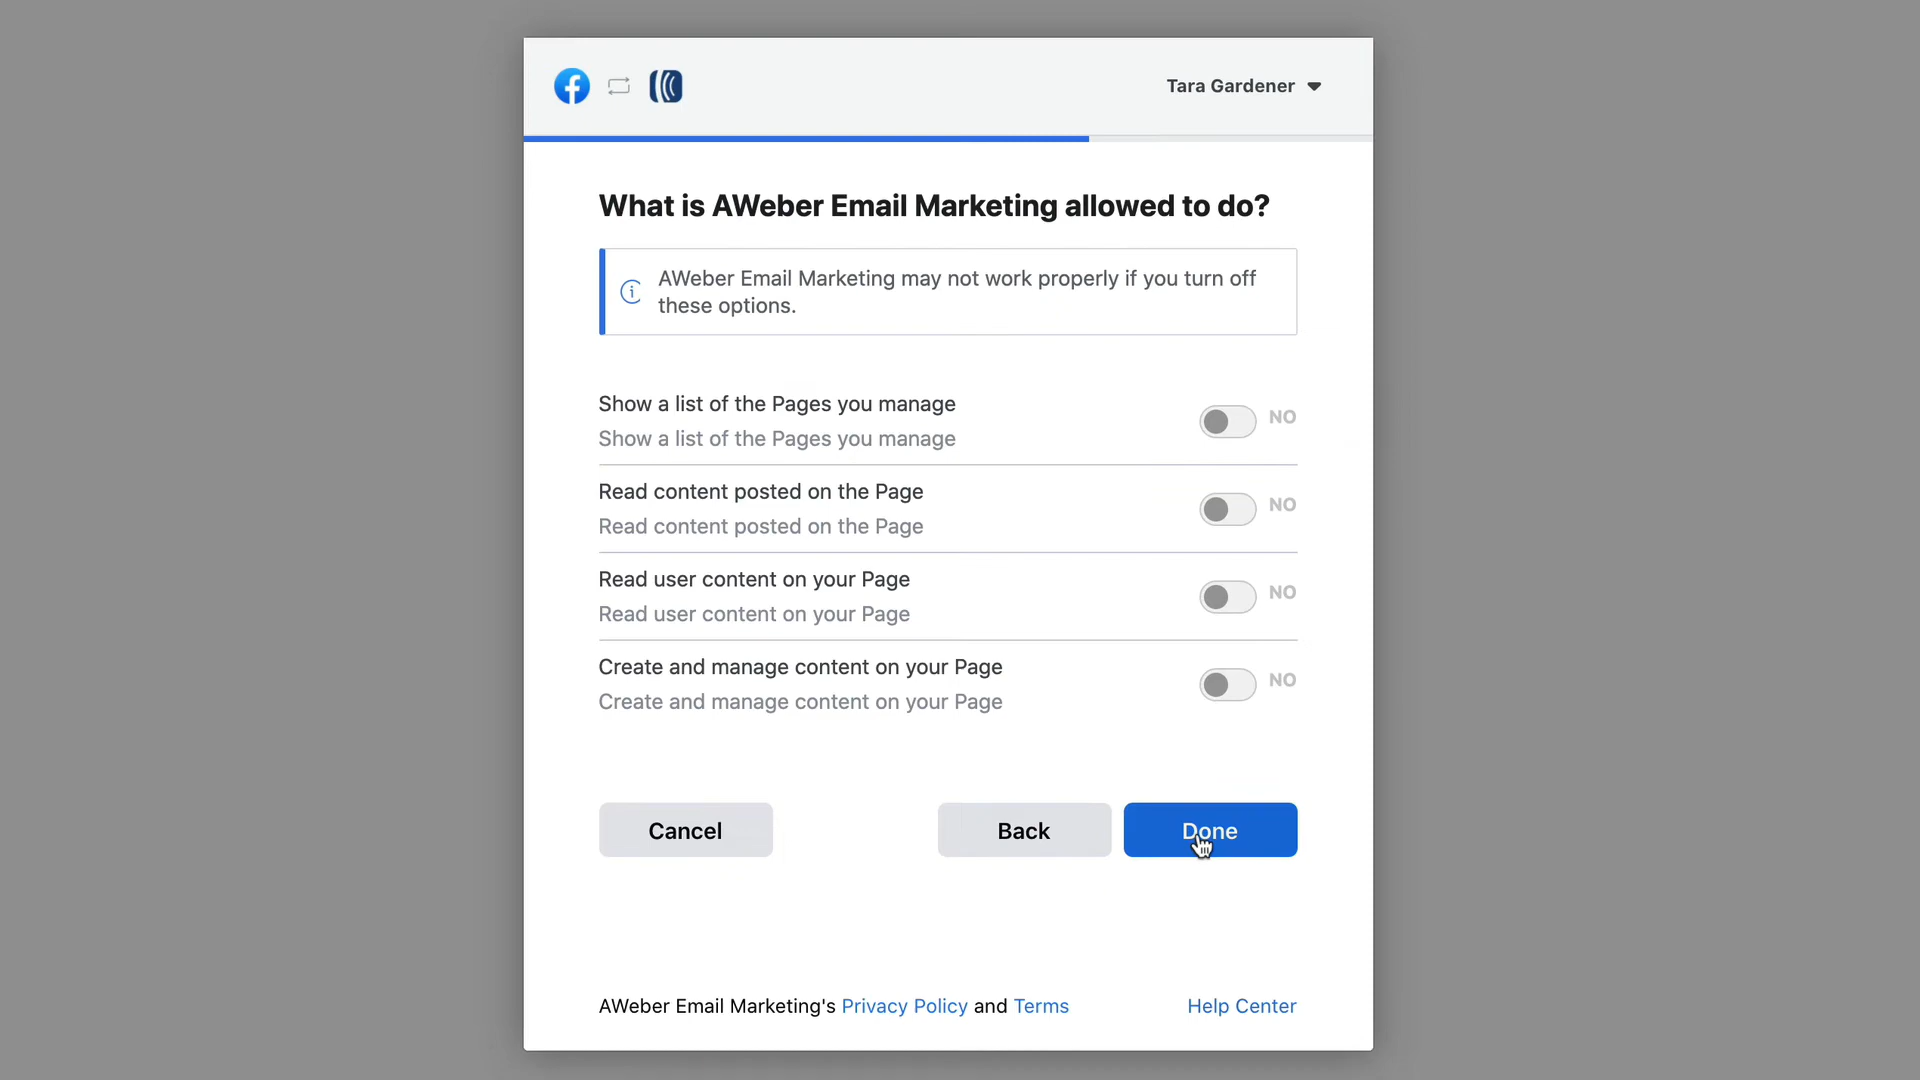 Tara Gardener
What is AWeber Email Marketing allowed to do?
AWeber Email Marketing may not work properly if you turn off
these options.
Show a list of the Pages you manage
NO
Show a list of the Pages you manage
Read content posted on the Page
NO
Read content posted on the Page
Read user content on your Page
NO
Read user content on your Page
Create and manage content on your Page
NO
Create and manage content on your Page
Cancel
Back
Done
AWeber Email Marketing's Privacy Policy and Terms
Help Center